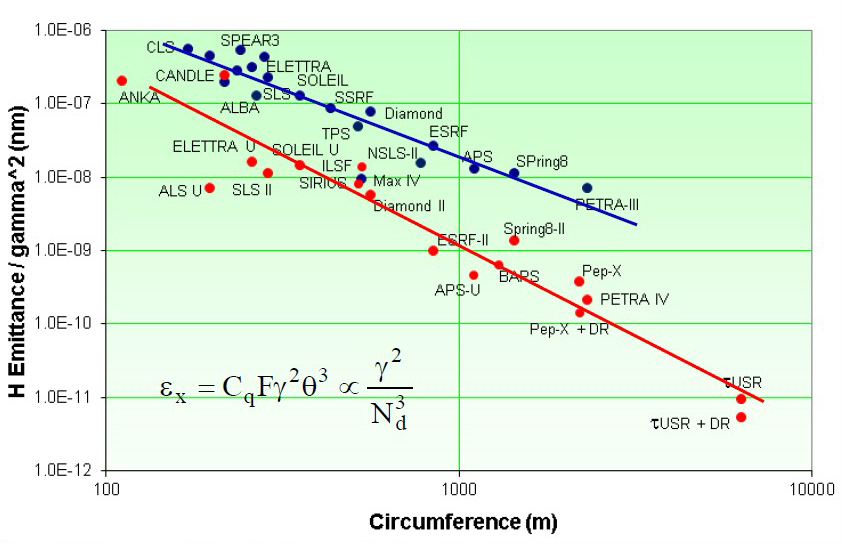 1.0E-06
1.0E-07
1.0E-08
1.0E-09
1.0E-10
1.0E-11
1.0E-12
H Emittance / gamma^2 (nm)
CLS
SPEAR3
CANDLE
ELETTRA
ANKA
SLS
SOLEIL
ALBA
SSRF
Diamond
TPS
ESRF
ELETTRA U
SOLEIL U
NSLS-II
APS
SPring8
ILSF
ALS U
SLS II
SIRIUS
Max IV
PETRA-III
Diamond II
Spring8-II
ESRF-II
APS-U
BAPS
Pep-X
PETRA IV
Pep-X + DR
τUSR
τUSR + DR
εx = CqFγ²θ³ ∝ γ² / Nd³
100
1000
10000
Circumference (m)